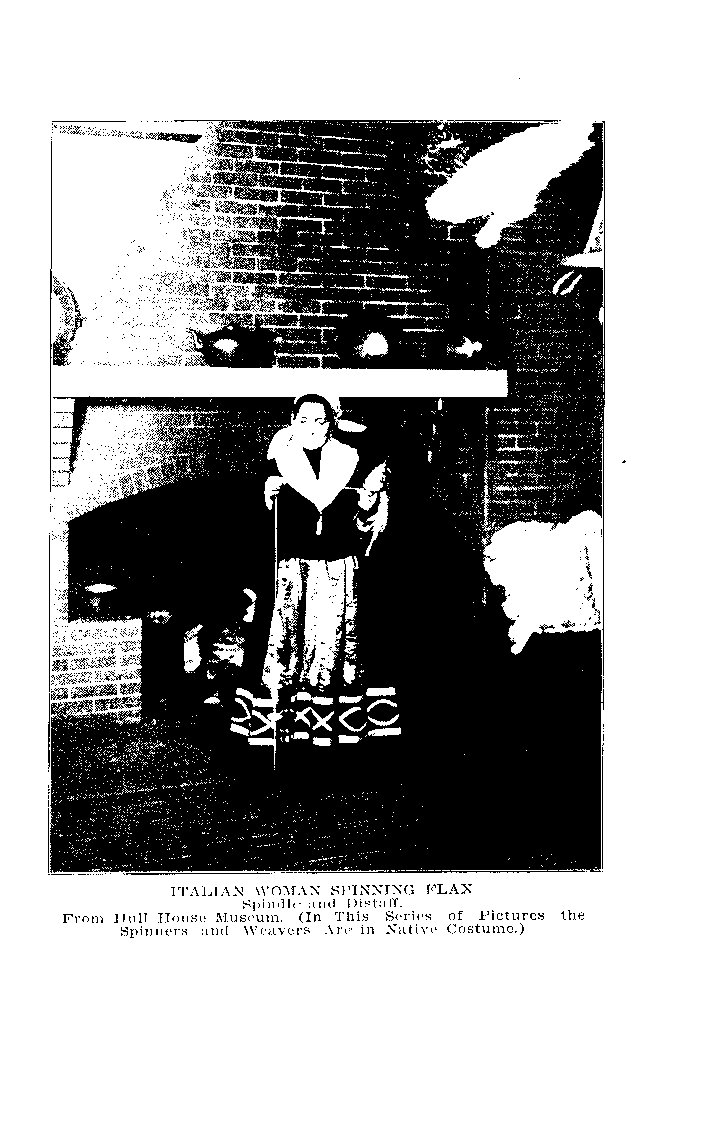 ITALIAN WOMAN SPINNING FLAX
Spindle and Distaff.
From Hull House Museum. (In This Series of Pictures the
Spinners and Weavers Are in Native Costume.)